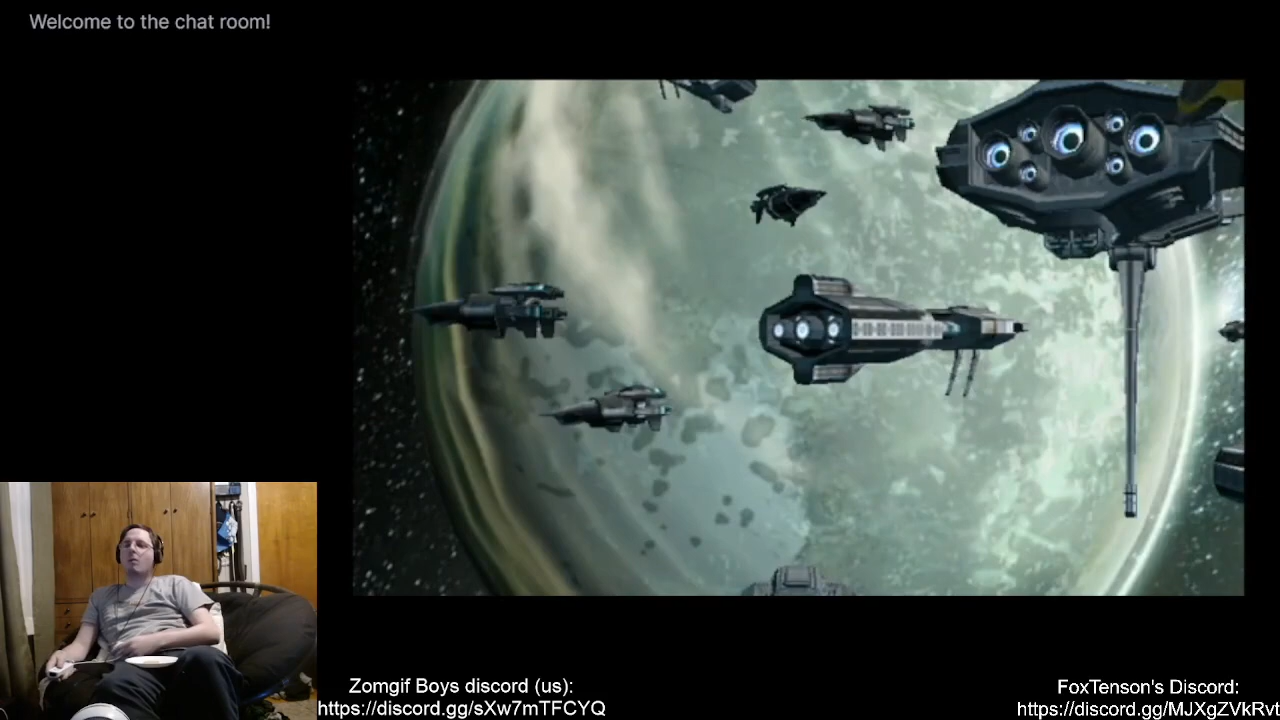 Welcome to the chat room!
Zomgif Boys discord (us):
https://discord.gg/sXw7mTFCYQ
FoxTenson's Discord:
https://discord.gg/MJXgZVkRvt